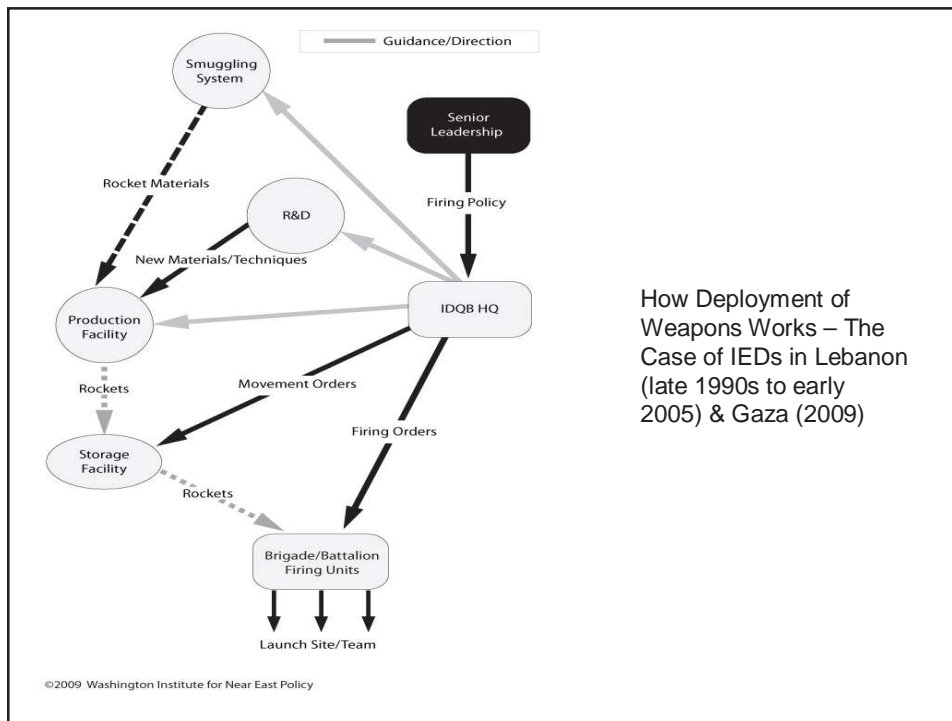 Guidance/Direction
Smuggling
System
Senior
Leadership
Rocket Materials
Firing Policy
R&D
New Materials/Techniques
IDQB HQ
Production
Facility
Movement Orders
Rockets
Firing Orders
Storage
Facility
Rockets
Brigade/Battalion
Firing Units
Launch Site/Team
How Deployment of
Weapons Works – The
Case of IEDs in Lebanon
(late 1990s to early
2005) & Gaza (2009)
©2009 Washington Institute for Near East Policy